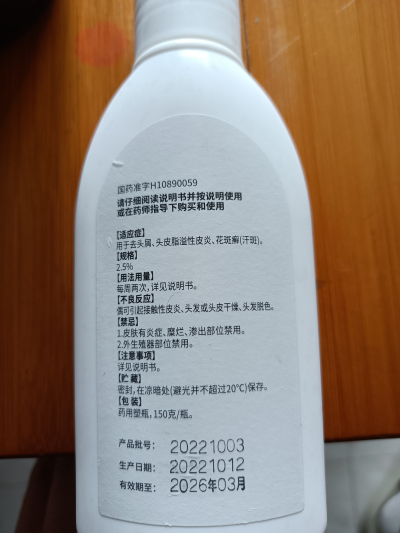 国药准字H10890059
请仔细阅读说明书并按说明使用
或在药师指导下购买和使用
【适应症】
用于去头屑、头皮脂溢性皮炎、花斑癣(汗斑)。
【规格】
2.5%
【用法用量】
每周两次,详见说明书。
【不良反应】
偶可引起接触性皮炎、头发或头皮干燥、头发脱色。
【禁忌】
1.皮肤有炎症、糜烂、渗出部位禁用。
2.外生殖器部位禁用。
【注意事项】
详见说明书。
【贮 藏】
密封,在凉暗处(避光并不超过20℃)保存。
【包 装】
药用塑瓶,150克/瓶。
产品批号: 20221003
生产日期: 20221012
有效期至: 2026年03月